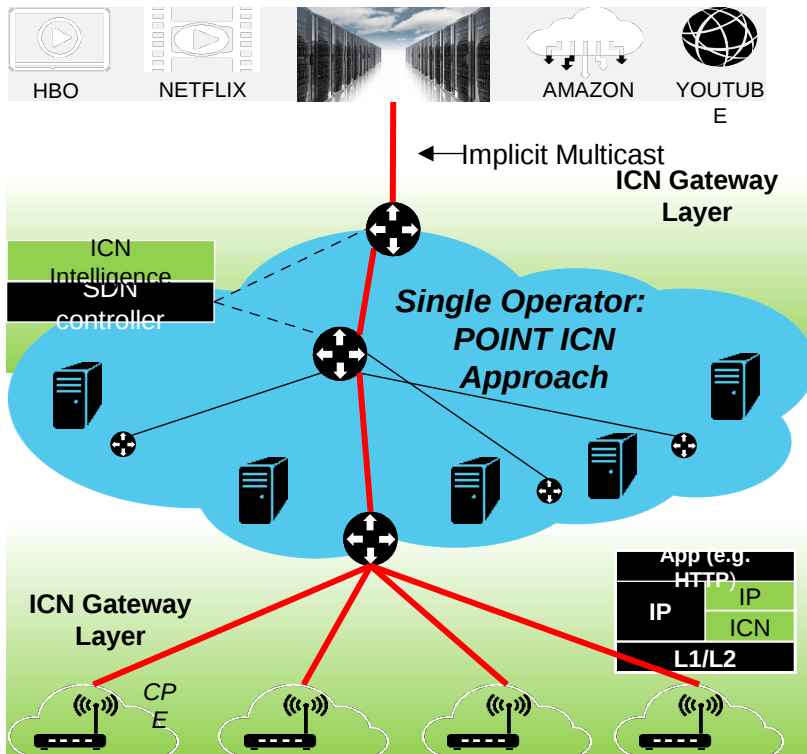 HBO
NETFLIX
AMAZON
YOUTUB
E
Implicit Multicast
ICN Gateway
Layer
ICN
Intelligence
SDN
controller
Single Operator:
POINT ICN
Approach
App (e.g.
HTTP)
IP
IP
ICN
L1/L2
ICN Gateway
Layer
CP
E